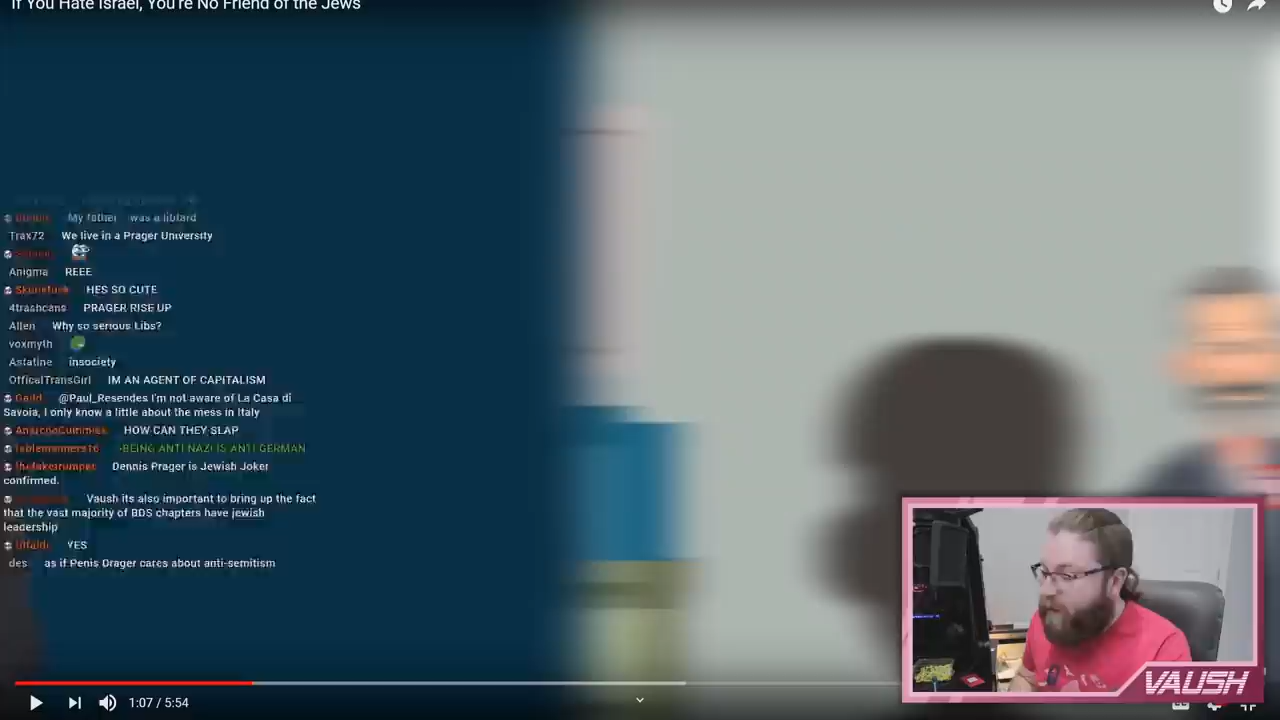 If You Hate Israel, You're No Friend of the Jews
My father was a libtard
Trax72 We live in a Prager University
Anigma REEE
HES SO CUTE
4trashcans PRAGER RISE UP
Allen Why so serious Libs?
voxmyth
Astatine insociety
OfficalTransGirl IM AN AGENT OF CAPITALISM
@Paul_Resendes I'm not aware of La Casa di
Savoia, I only know a little about the mess in Italy
AnarchoCummies HOW CAN THEY SLAP
-BEING ANTI NAZI IS ANTI GERMAN
Dennis Prager is Jewish Joker
confirmed.
Vaush its also important to bring up the fact
that the vast majority of BDS chapters have jewish
leadership
YES
des as if Penis Drager cares about anti-semitism
1:07 / 5:54
VAUSH